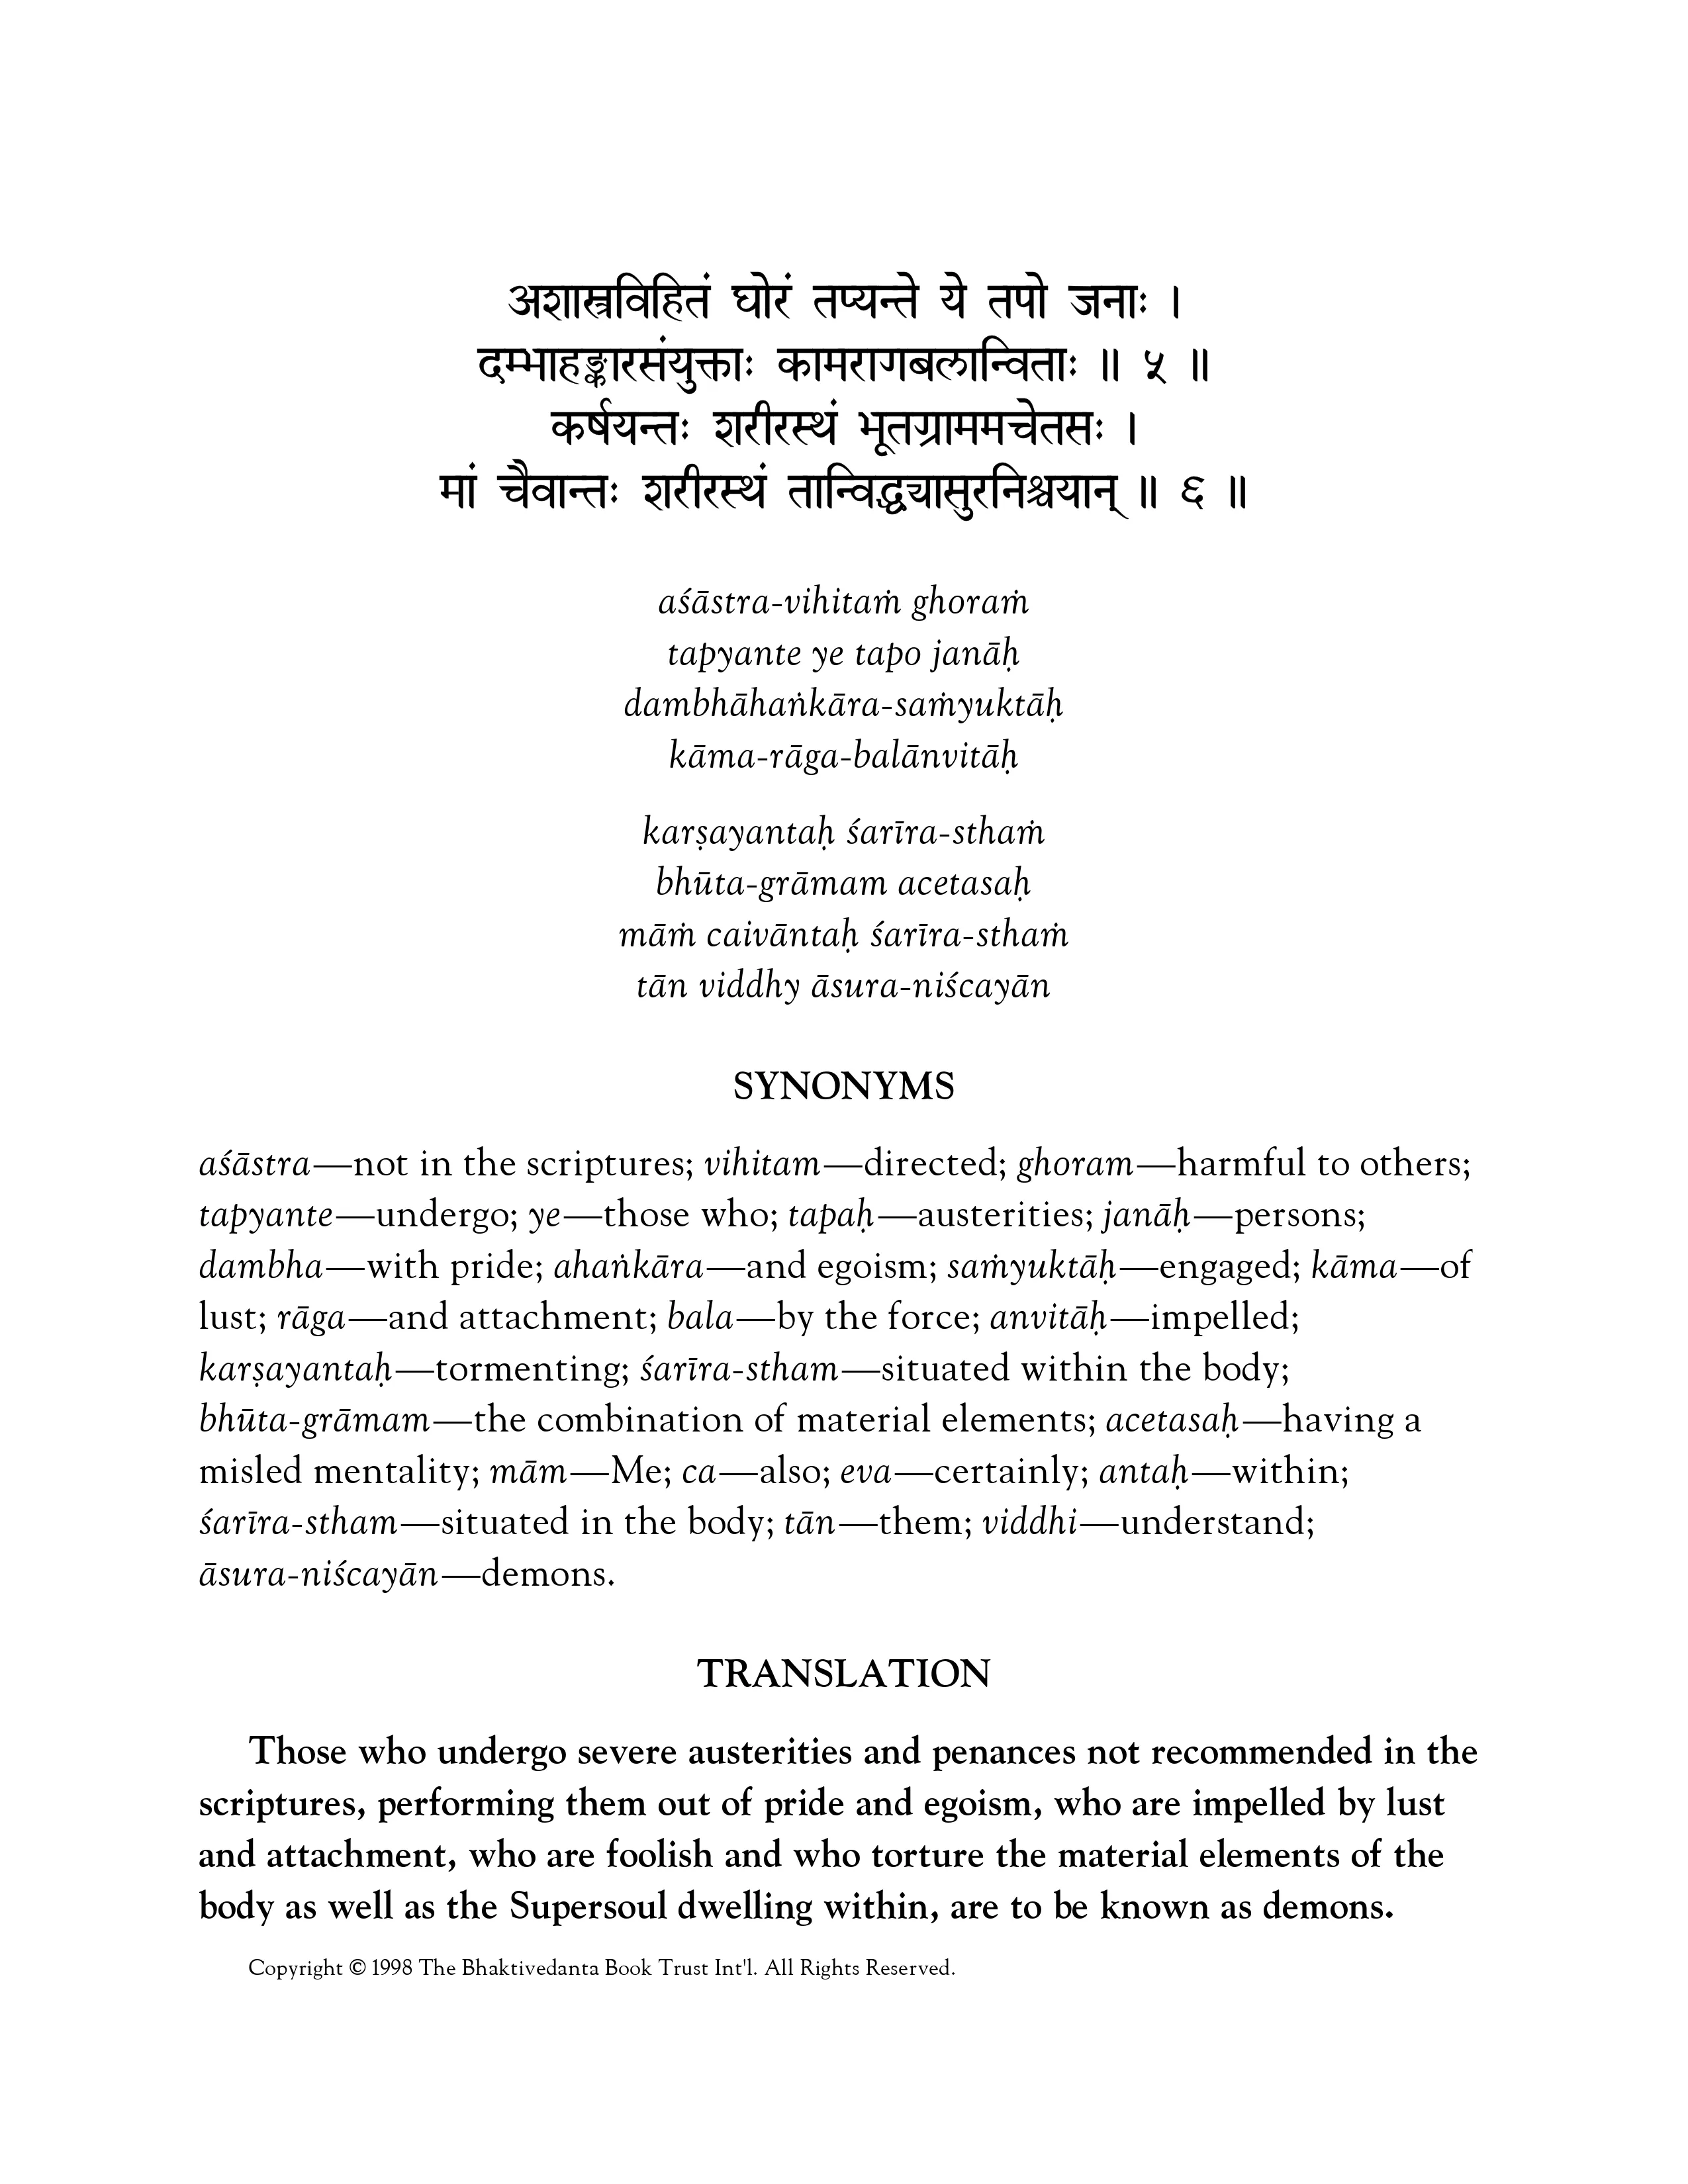 अशास्त्रविहितं घोरं तप्यन्ते ये तपो जनाः ।
दम्भाहङ्कारसंयुक्ताः कामरागबलान्विताः ॥ ५ ॥
कर्षयन्तः शरीरस्थं भूतग्राममचेतसः ।
मां चैवान्तः शरीरस्थं तान्विद्ध्यासुरनिश्चयान् ॥ ६ ॥
aśāstra-vihitaṁ ghoraṁ
tapyante ye tapo janāḥ
dambhāhaṅkāra-saṁyuktāḥ
kāma-rāga-balānvitāḥ
karṣayantaḥ śarīra-sthaṁ
bhūta-grāmam acetasaḥ
māṁ caivāntaḥ śarīra-sthaṁ
tān viddhy āsura-niścayān
SYNONYMS
aśāstra—not in the scriptures; vihitam—directed; ghoram—harmful to others;
tapyante—undergo; ye—those who; tapaḥ—austerities; janāḥ—persons;
dambha—with pride; ahaṅkāra—and egoism; saṁyuktāḥ—engaged; kāma—of
lust; rāga—and attachment; bala—by the force; anvitāḥ—impelled;
karṣayantaḥ—tormenting; śarīra-stham—situated within the body;
bhūta-grāmam—the combination of material elements; acetasaḥ—having a
misled mentality; mām—Me; ca—also; eva—certainly; antaḥ—within;
śarīra-stham—situated in the body; tān—them; viddhi—understand;
āsura-niścayān—demons.
TRANSLATION
Those who undergo severe austerities and penances not recommended in the
scriptures, performing them out of pride and egoism, who are impelled by lust
and attachment, who are foolish and who torture the material elements of the
body as well as the Supersoul dwelling within, are to be known as demons.
Copyright © 1998 The Bhaktivedanta Book Trust Int'l. All Rights Reserved.